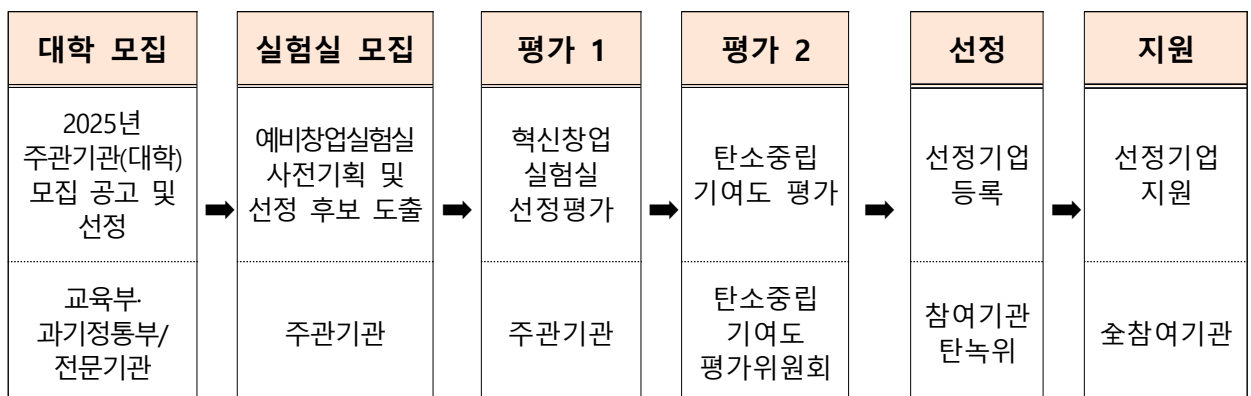 대학 모집
2025년
주관기관(대학)
모집 공고 및
선정
교육부·
과기정통부/
전문기관
➡
실험실 모집
예비창업실험실
사전기획 및
선정 후보 도출
주관기관
➡
평가 1
혁신창업
실험실
선정평가
주관기관
➡
평가 2
탄소중립
기여도 평가
탄소중립
기여도
평가위원회
➡
선정
선정기업
등록
참여기관
탄녹위
➡
지원
선정기업
지원
全참여기관